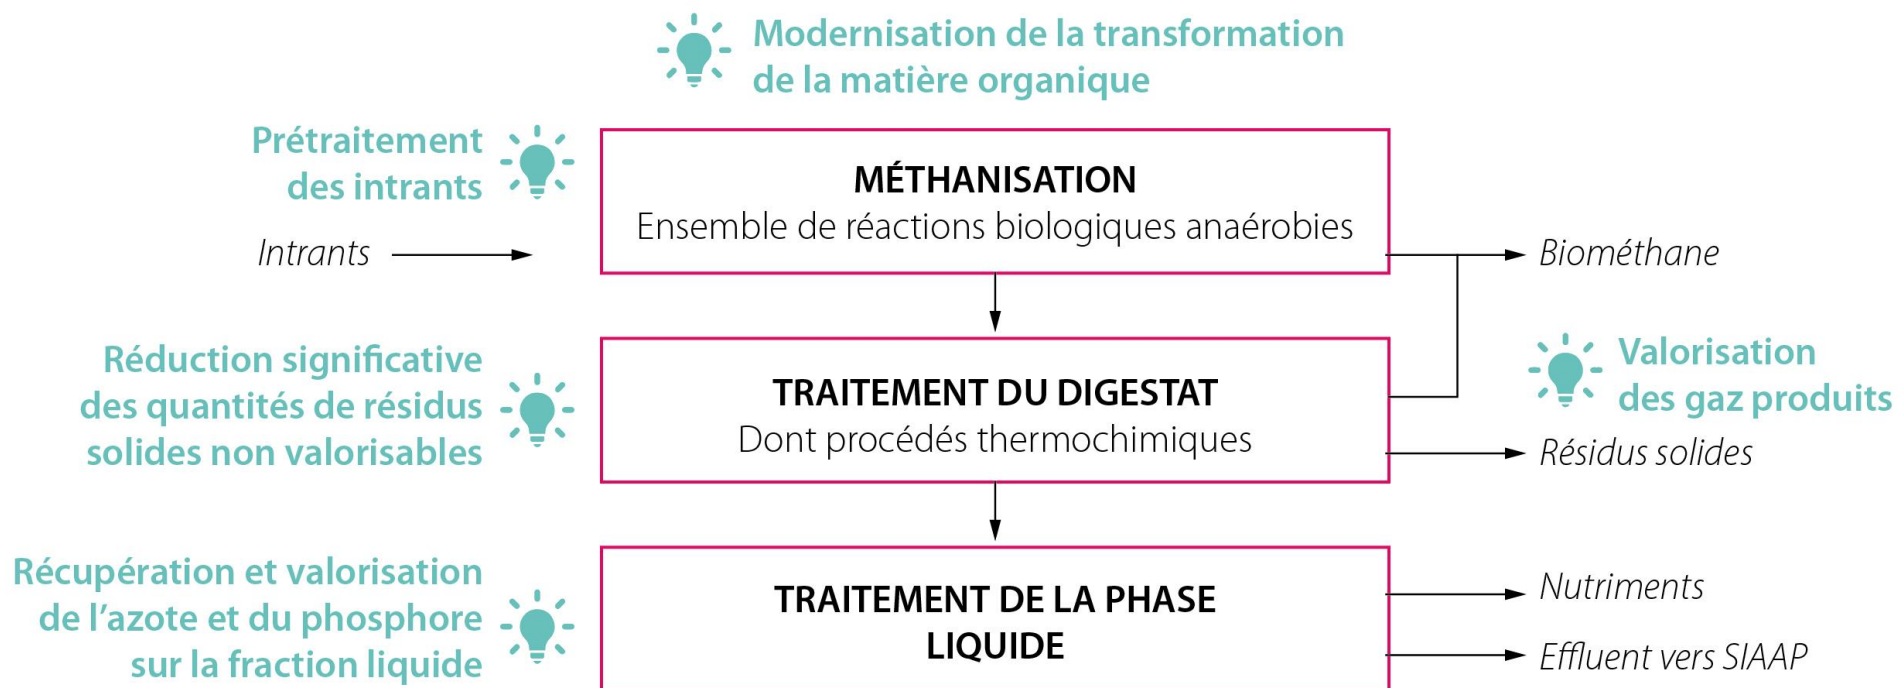 Modernisation de la transformation
de la matière organique
Prétraitement
des intrants
MÉTHANISATION
Ensemble de réactions biologiques anaérobies
Intrants
Biométhane
Réduction significative
des quantités de résidus
solides non valorisables
TRAITEMENT DU DIGESTAT
Dont procédés thermochimiques
Valorisation
des gaz produits
Résidus solides
Récupération et valorisation
de l’azote et du phosphore
sur la fraction liquide
TRAITEMENT DE LA PHASE
LIQUIDE
Nutriments
Effluent vers SIAAP